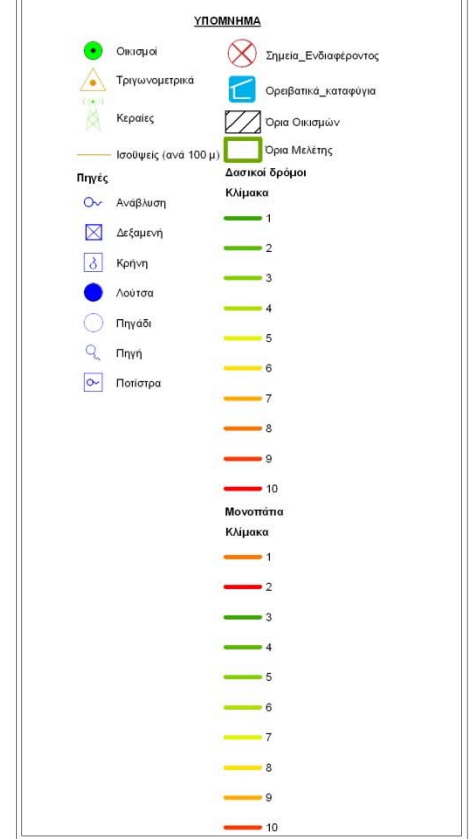 ΥΠΟΜΝΗΜΑ
Οικισμοί
Τριγωνομετρικά
Κεραίες
Ισοϋψείς (ανά 100 μ)
Πηγές
Ανάβλυση
Δεξαμενή
Κρήνη
Λούτσα
Πηγάδι
Πηγή
Ποτίστρα
Σημεία_Ενδιαφέροντος
Ορειβατικά_καταφύγια
Όρια Οικισμών
Όρια Μελέτης
Δασικοί δρόμοι
Κλίμακα
1
2
3
4
5
6
7
8
9
10
Μονοπάτια
Κλίμακα
1
2
3
4
5
6
7
8
9
10